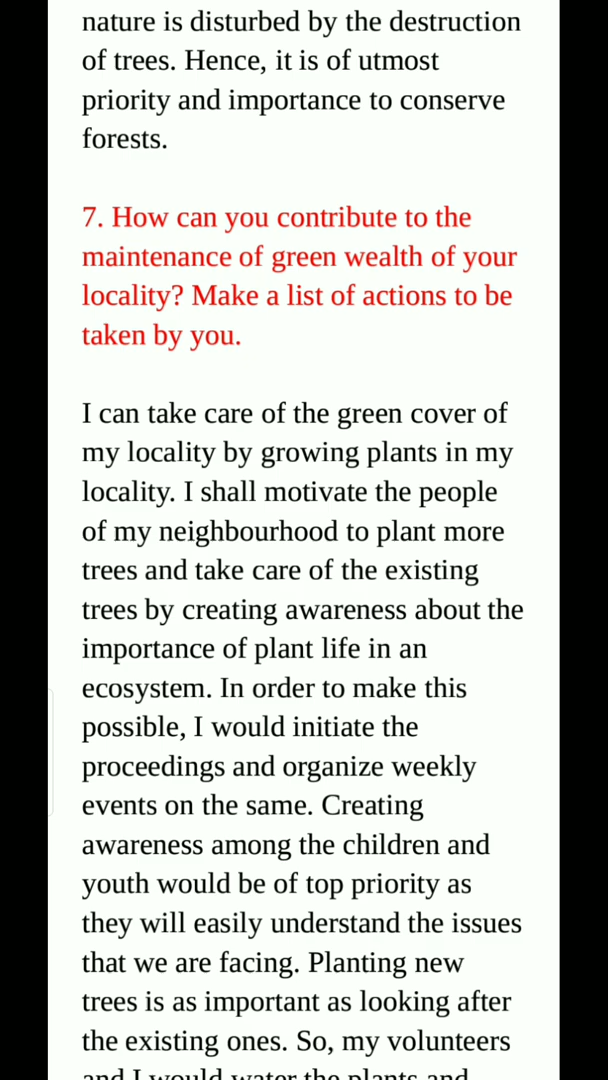 nature is disturbed by the destruction
of trees. Hence, it is of utmost
priority and importance to conserve
forests.
7. How can you contribute to the
maintenance of green wealth of your
locality? Make a list of actions to be
taken by you.
I can take care of the green cover of
my locality by growing plants in my
locality. I shall motivate the people
of my neighbourhood to plant more
trees and take care of the existing
trees by creating awareness about the
importance of plant life in an
ecosystem. In order to make this
possible, I would initiate the
proceedings and organize weekly
events on the same. Creating
awareness among the children and
youth would be of top priority as
they will easily understand the issues
that we are facing. Planting new
trees is as important as looking after
the existing ones. So, my volunteers
and I would water the plants and